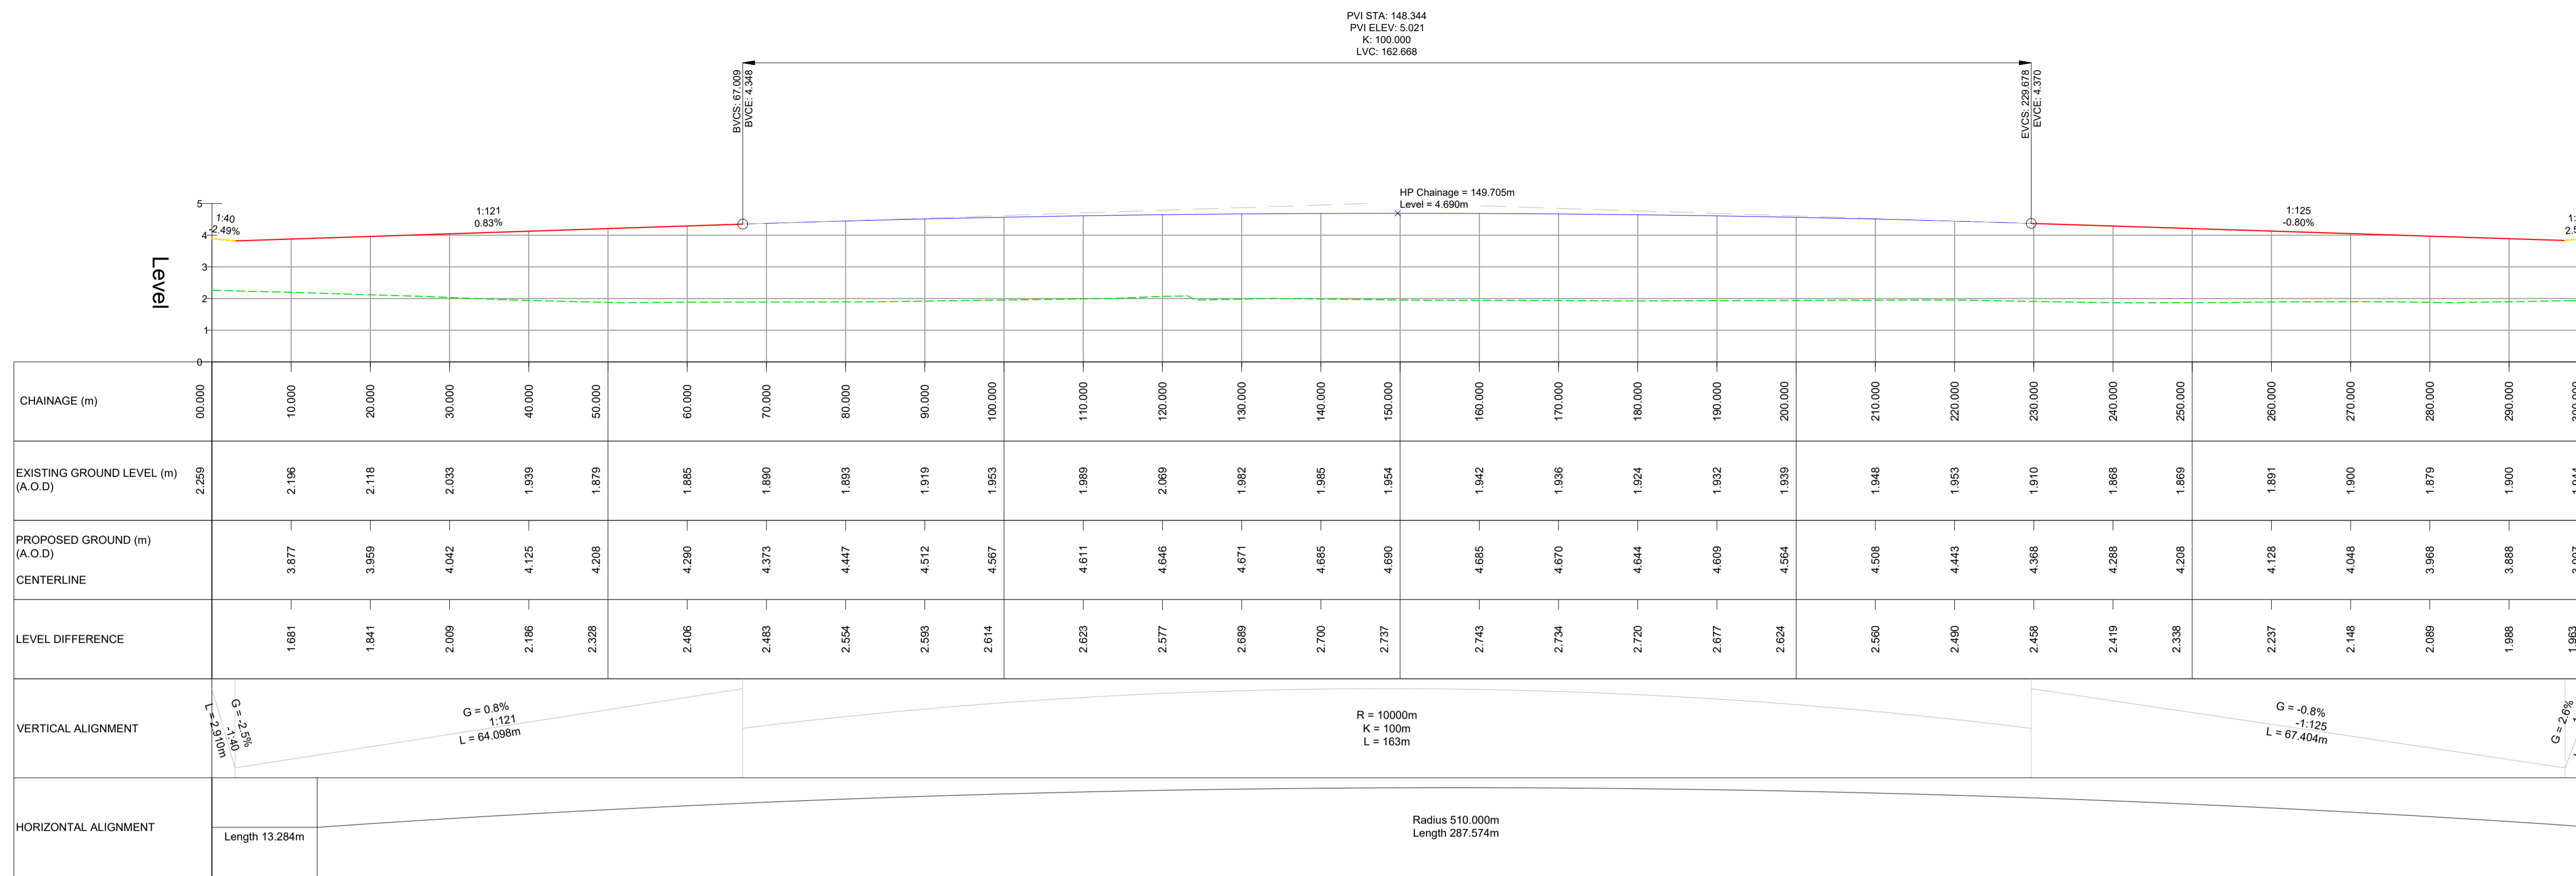 PVI STA: 148.344
PVI ELEV: 5.021
K: 100.000
LVC: 162.668
BVCS: 67.009
BVCE: 4.348
EVCS: 229.678
EVCE: 4.370
HP Chainage = 149.705m
Level = 4.690m
1:40
-2.49%
1:121
0.83%
1:125
-0.80%
Level
5
4
3
2
1
0
CHAINAGE (m)
00.000 10.000 20.000 30.000 40.000 50.000 60.000 70.000 80.000 90.000 100.000 110.000 120.000 130.000 140.000 150.000 160.000 170.000 180.000 190.000 200.000 210.000 220.000 230.000 240.000 250.000 260.000 270.000 280.000 290.000 300.000
EXISTING GROUND LEVEL (m)
(A.O.D)
2.259 2.196 2.118 2.033 1.939 1.879 1.885 1.890 1.893 1.919 1.953 1.989 2.069 1.982 1.985 1.954 1.942 1.936 1.924 1.932 1.939 1.948 1.953 1.910 1.868 1.869 1.891 1.900 1.879 1.900 1.944
PROPOSED GROUND (m)
(A.O.D)
CENTERLINE
3.877 3.959 4.042 4.125 4.208 4.290 4.373 4.447 4.512 4.567 4.611 4.646 4.671 4.685 4.690 4.685 4.670 4.644 4.609 4.564 4.508 4.443 4.368 4.288 4.208 4.128 4.048 3.968 3.888
LEVEL DIFFERENCE
1.681 1.841 2.009 2.186 2.328 2.406 2.483 2.554 2.593 2.614 2.623 2.577 2.689 2.700 2.737 2.743 2.734 2.720 2.677 2.624 2.560 2.490 2.458 2.419 2.338 2.237 2.148 2.089 1.988 1.963
VERTICAL ALIGNMENT
G = -2.5%
-1:40
L = 2.910m
G = 0.8%
1:121
L = 64.098m
R = 10000m
K = 100m
L = 163m
G = -0.8%
-1:125
L = 67.404m
G = 2.6%
HORIZONTAL ALIGNMENT
Length 13.284m
Radius 510.000m
Length 287.574m